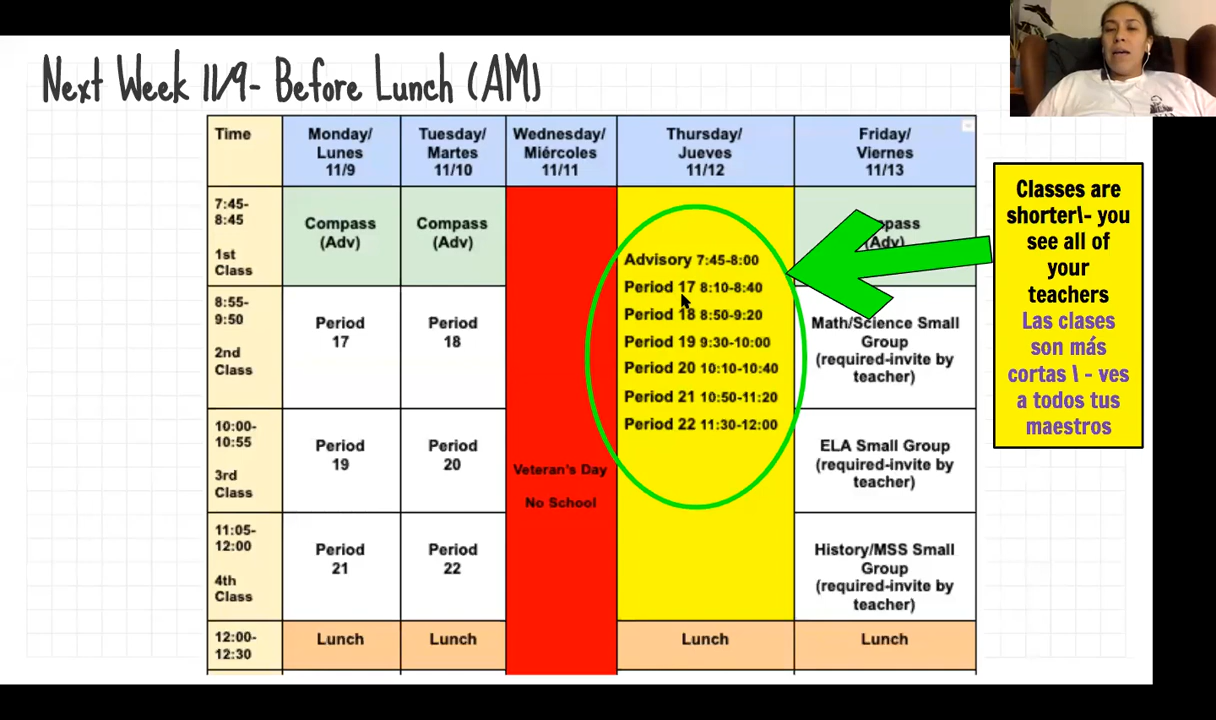 Next Week 11/9- Before Lunch (AM)
Time
Monday/
Lunes
11/9
Tuesday/
Martes
11/10
Wednesday/
Miércoles
11/11
Thursday/
Jueves
11/12
Friday/
Viernes
11/13
7:45-
8:45
1st
Class
Compass
(Adv)
Compass
(Adv)
Advisory 7:45-8:00
Period 17 8:10-8:40
Period 18 8:50-9:20
Period 19 9:30-10:00
Period 20 10:10-10:40
Period 21 10:50-11:20
Period 22 11:30-12:00
(Adv)
8:55-
9:50
2nd
Class
Period
17
Period
18
Math/Science Small
Group
(required-invite by
teacher)
10:00-
10:55
3rd
Class
Period
19
Period
20
Veteran's Day
No School
ELA Small Group
(required-invite by
teacher)
11:05-
12:00
4th
Class
Period
21
Period
22
History/MSS Small
Group
(required-invite by
teacher)
12:00-
12:30
Lunch
Lunch
Lunch
Lunch
Classes are
shorter\- you
see all of
your
teachers
Las clases
son más
cortas \ - ves
a todos tus
maestros